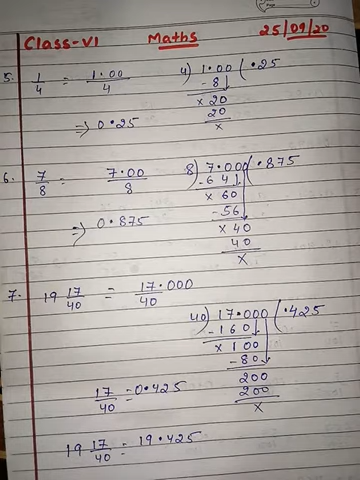 Class-VI Maths 25/09/20
5. 1/4 = 1.00/4 4) 1.00 ( .25
-8
× 20
20
×
⇒ 0.25
6. 7/8 = 7.00/8 8) 7.000 ( .875
-64
× 60
-56
× 40
40
×
⇒ 0.875
7. 19 17/40 = 17.000/40
40) 17.000 ( .425
-160
× 100
-80
200
200
×
17/40 = 0.425
19 17/40 = 19.425